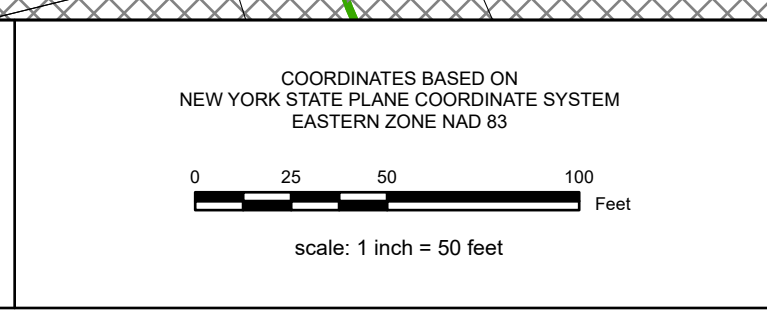 COORDINATES BASED ON
NEW YORK STATE PLANE COORDINATE SYSTEM
EASTERN ZONE NAD 83
0 25 50 100
Feet
scale: 1 inch = 50 feet